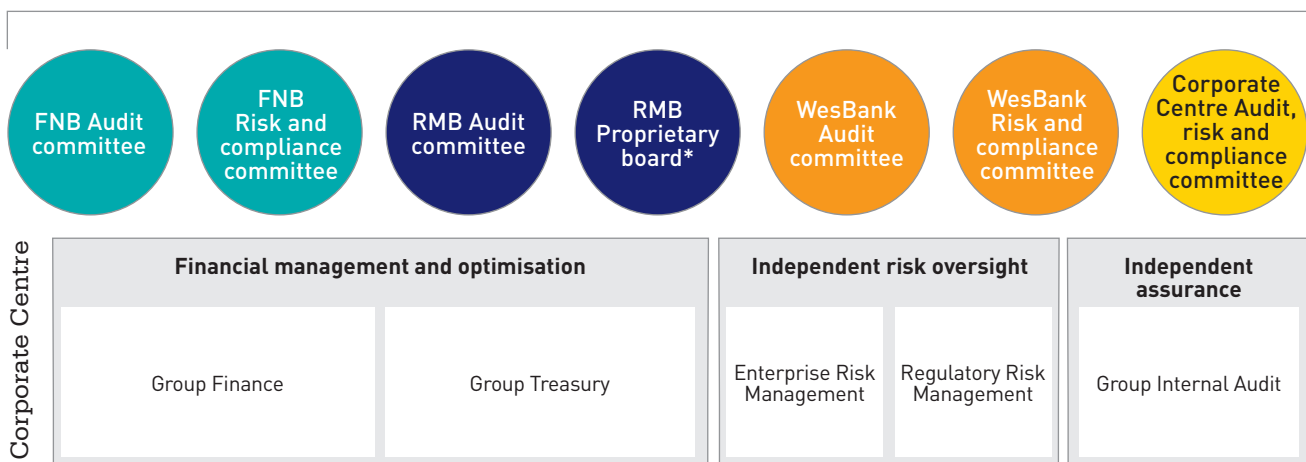 FNB Audit
committee
FNB
Risk and
compliance
committee
RMB Audit
committee
RMB
Proprietary
board*
WesBank
Audit
committee
WesBank
Risk and
compliance
committee
Corporate
Centre Audit,
risk and
compliance
committee
Corporate Centre
Financial management and optimisation
Group Finance
Group Treasury
Independent risk oversight
Enterprise Risk
Management
Regulatory Risk
Management
Independent
assurance
Group Internal Audit